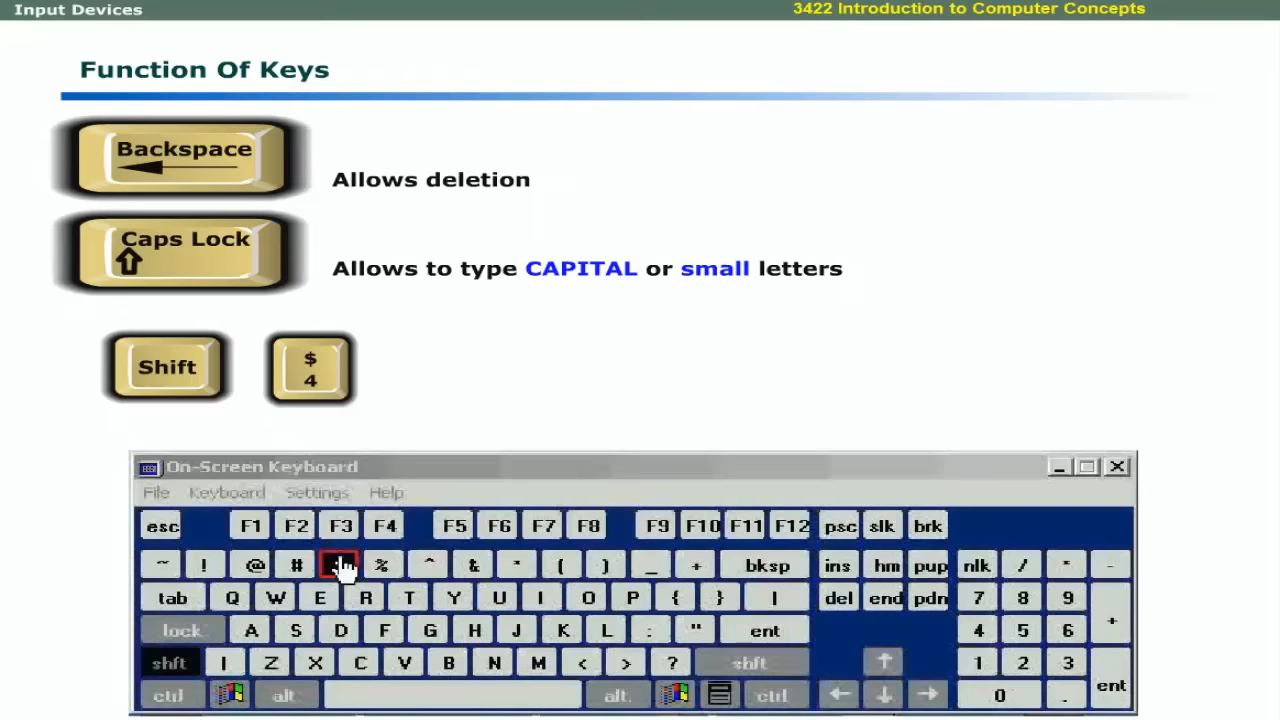 Input Devices
3422 Introduction to Computer Concepts
Function Of Keys
Backspace
Allows deletion
Caps Lock
Allows to type CAPITAL or small letters
Shift
$
4
On-Screen Keyboard
File Keyboard Settings Help
esc F1 F2 F3 F4 F5 F6 F7 F8 F9 F10 F11 F12 psc slk brk
~ ! @ # % ^ & * ( ) _ + bksp ins hm pup nlk / * -
tab Q W E R T Y U I O P { } | del end pdn 7 8 9 +
lock A S D F G H J K L : " ent 4 5 6
shft | Z X C V B N M < > ? shft ↑ 1 2 3 ent
ctrl alt alt ctrl ← ↓ → 0 .